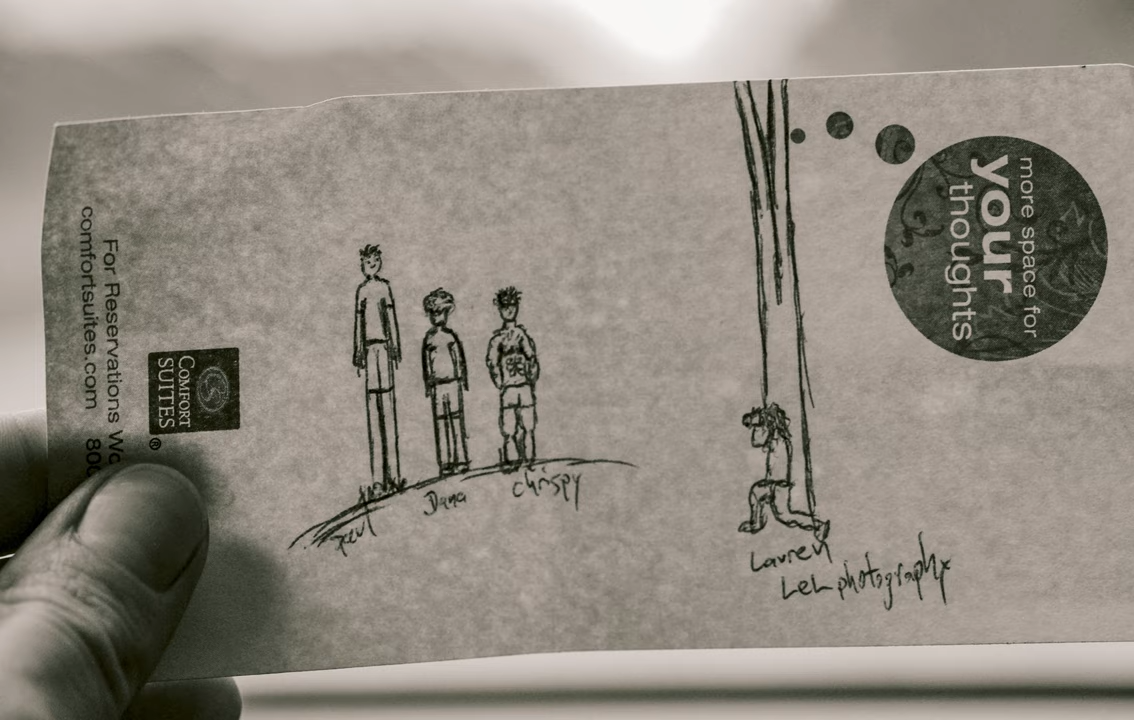 For Reservations
comfortsuites.com
COMFORT
SUITES®
Dana
chrispy
Lauren
LeL photography
more space for
your
thoughts